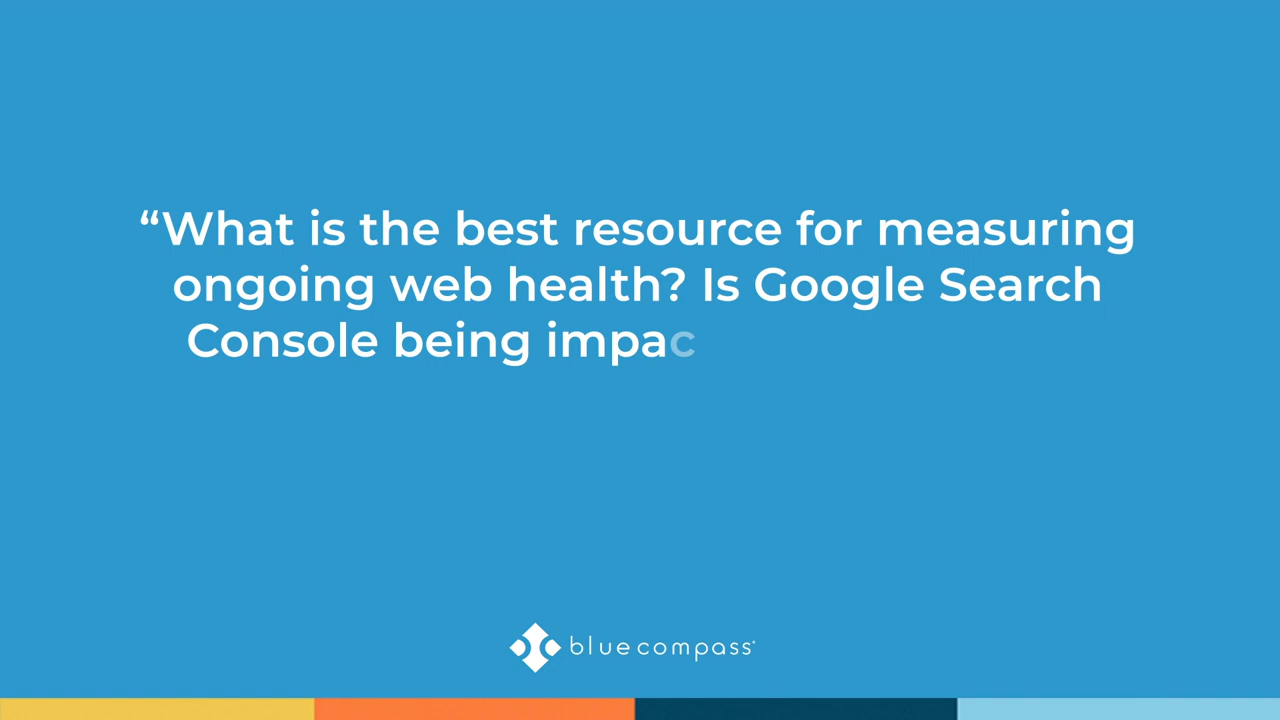 “What is the best resource for measuring
ongoing web health? Is Google Search
Console being impac
blue compass